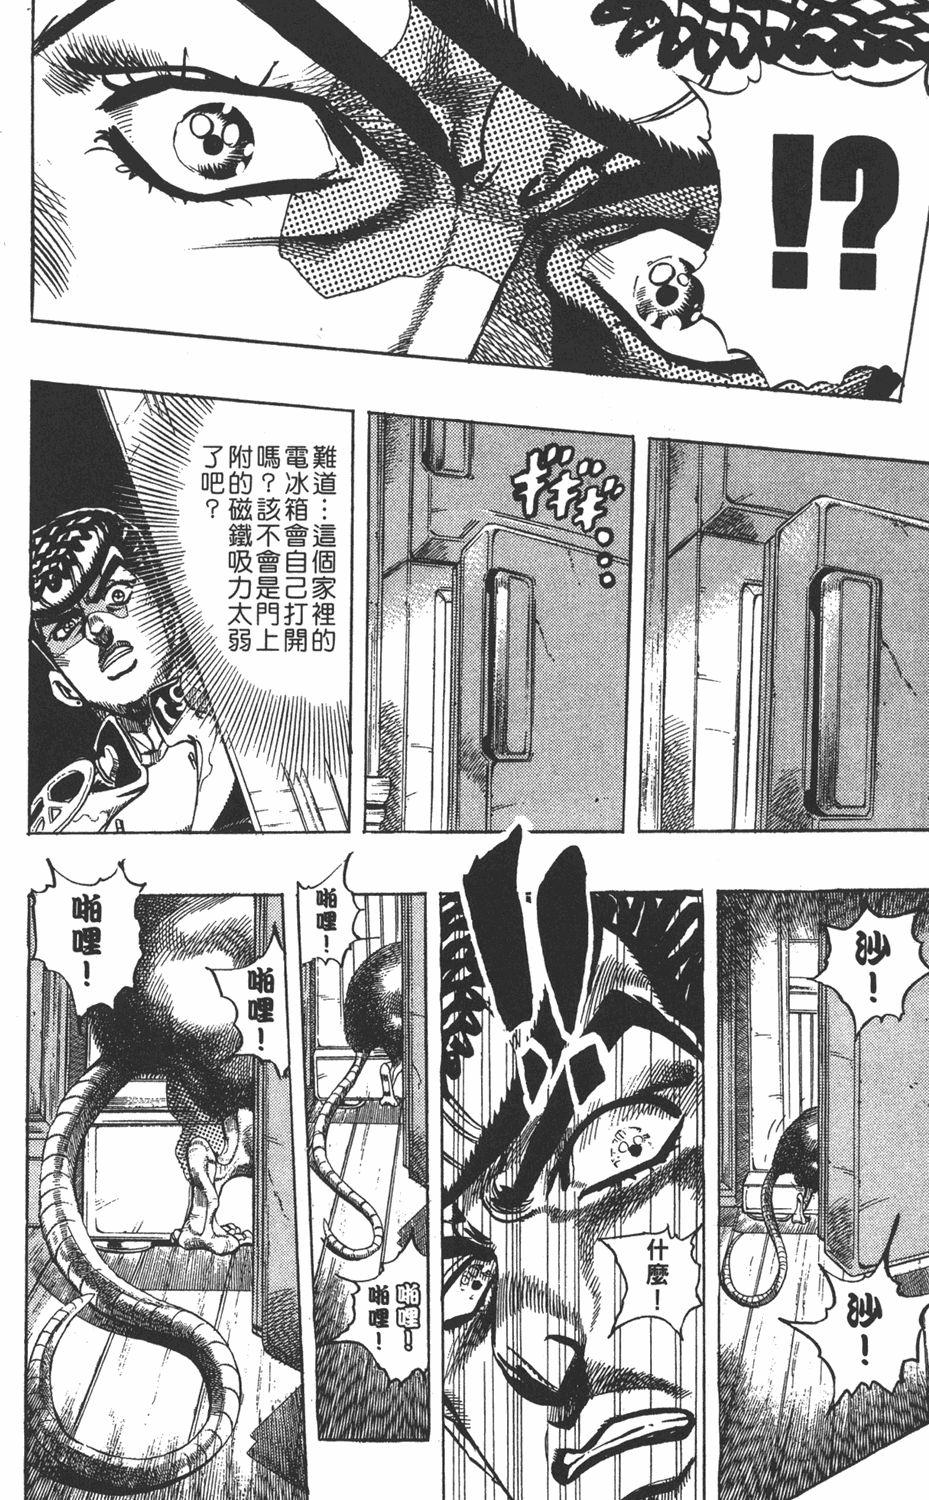 !?
ギギギ……
難道…這個家裡的
電冰箱會自己打開
嗎？該不會是門上
附的磁鐵吸力太弱
了吧？
沙！
沙！
什麼！
啪哩！
啪哩！
啪哩！
啪哩！
啪哩！